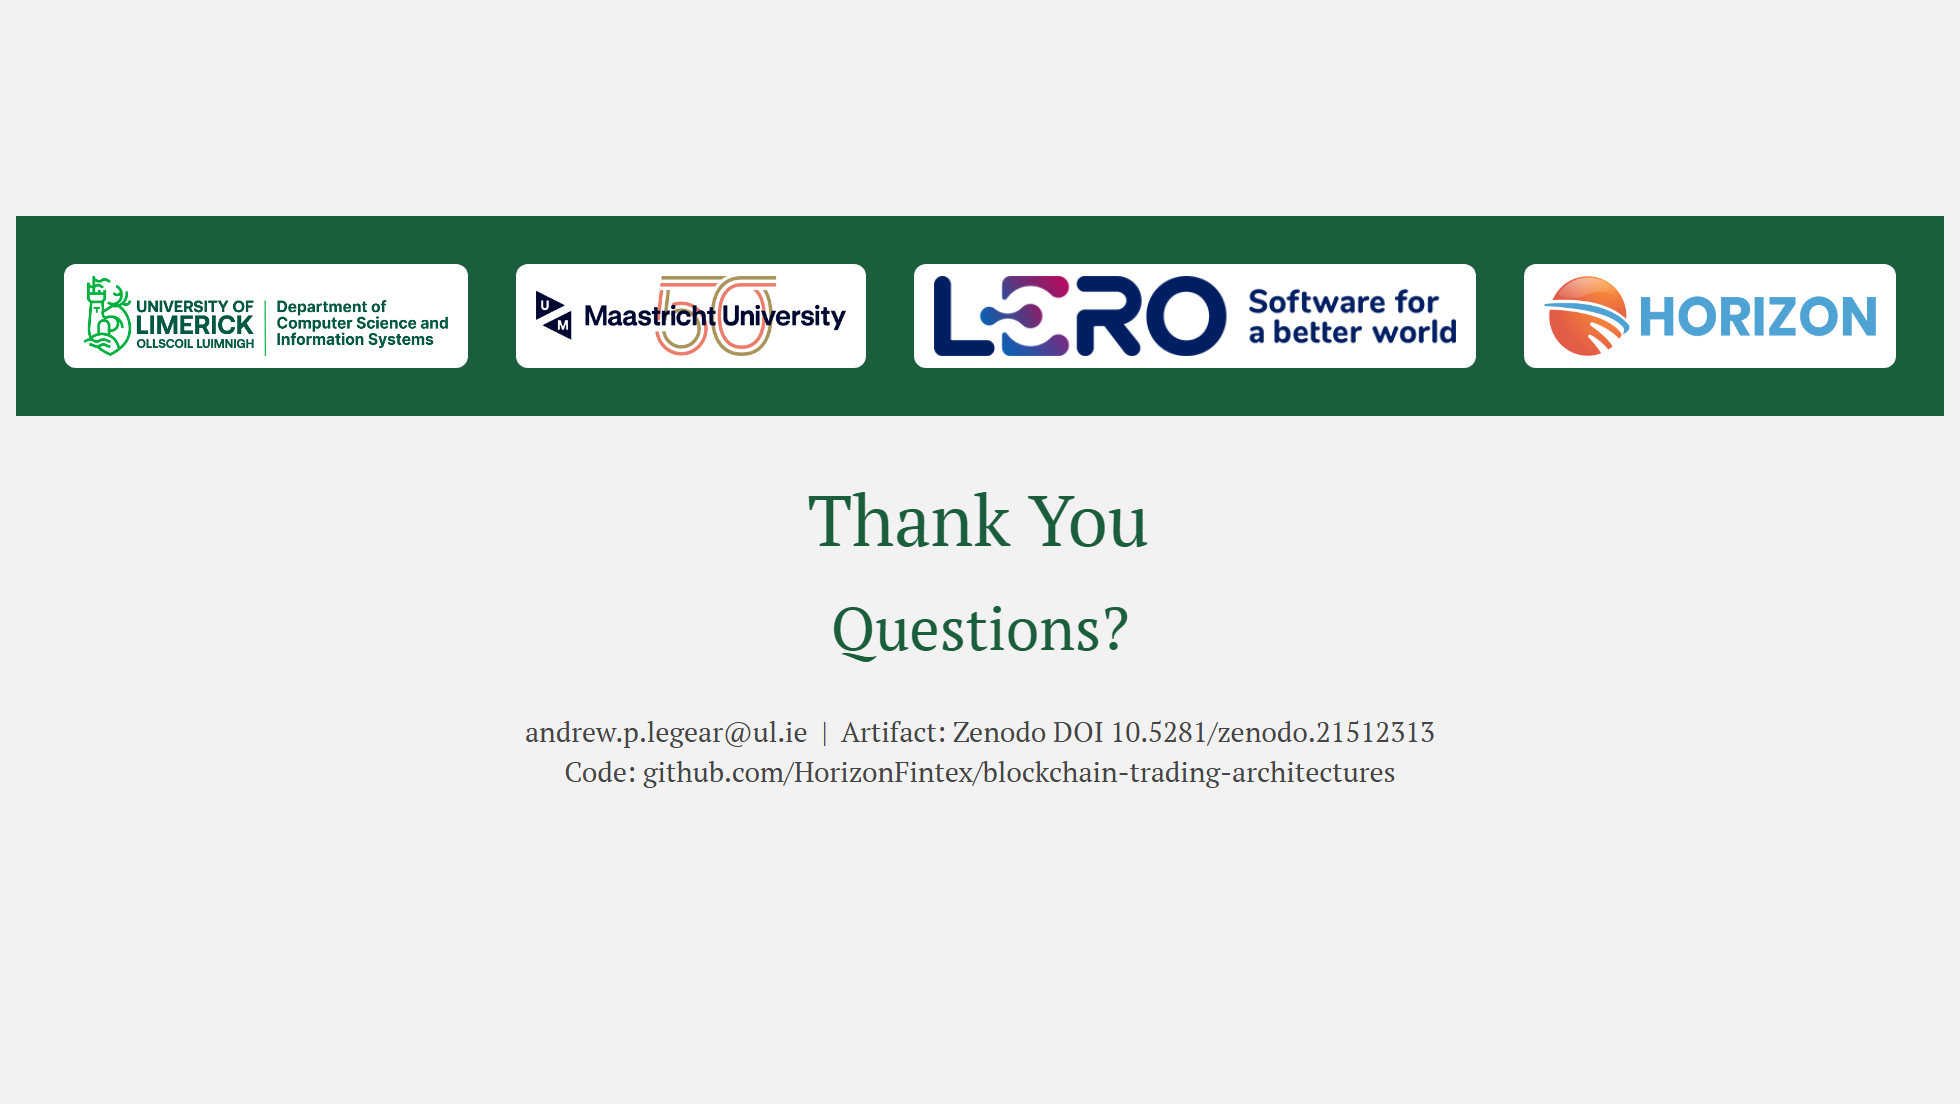 UNIVERSITY OF
LIMERICK
OLLSCOIL LUIMNIGH
Department of
Computer Science and
Information Systems
UM
50
Maastricht University
LERO
Software for
a better world
HORIZON
Thank You
Questions?
andrew.p.legear@ul.ie | Artifact: Zenodo DOI 10.5281/zenodo.21512313
Code: github.com/HorizonFintex/blockchain-trading-architectures